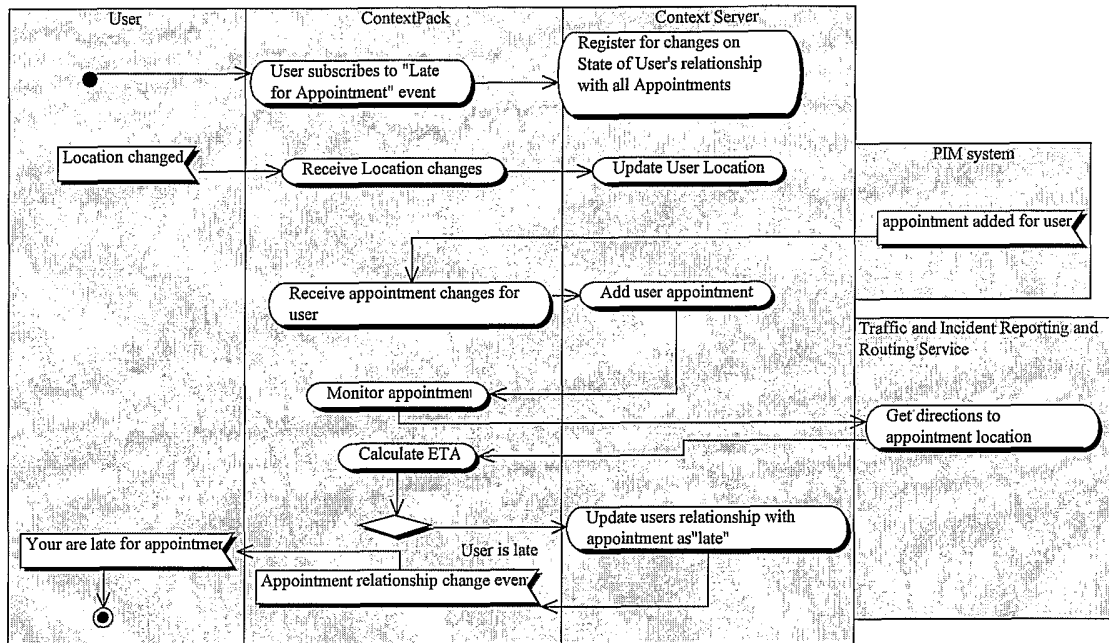 User
ContextPack
Context Server
User subscribes to "Late
for Appointment" event
Register for changes on
State of User's relationship
with all Appointments
Location changed
Receive Location changes
Update User Location
PIM system
appointment added for user
Receive appointment changes for
user
Add user appointment
Traffic and Incident Reporting and
Routing Service
Monitor appointment
Get directions to
appointment location
Calculate ETA
Update users relationship with
appointment as"late"
User is late
Your are late for appointmen
Appointment relationship change even